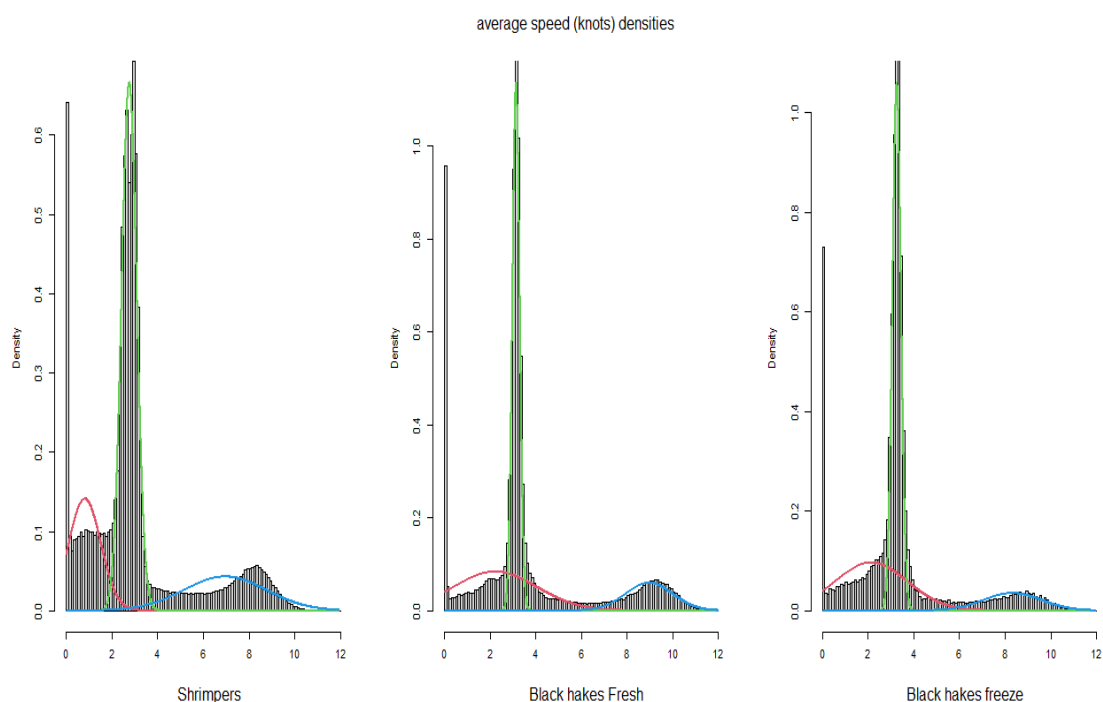 average speed (knots) densities
Density
0.0
0.1
0.2
0.3
0.4
0.5
0.6
0 2 4 6 8 10 12
Shrimpers
Density
0.0
0.2
0.4
0.6
0.8
1.0
0 2 4 6 8 10 12
Black hakes Fresh
Density
0.0
0.2
0.4
0.6
0.8
1.0
0 2 4 6 8 10 12
Black hakes freeze